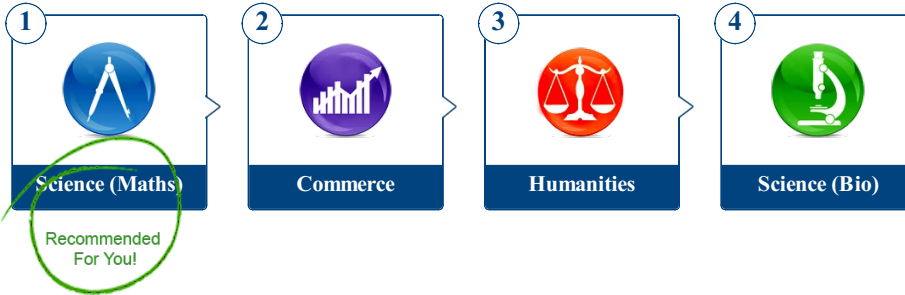 1
2
3
4
Science (Maths)
Commerce
Humanities
Science (Bio)
Recommended
For You!